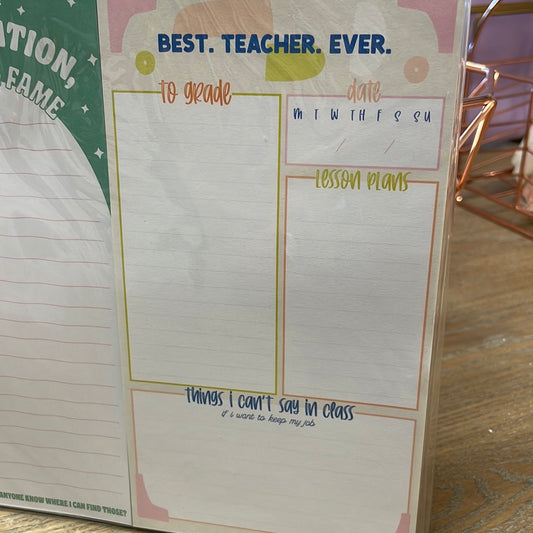 ATION,
FAME
ANYONE KNOW WHERE I CAN FIND THOSE?
BEST. TEACHER. EVER.
to grade
date
M T W TH F S SU
/ /
lesson plans
things i can't say in class
if i want to keep my job